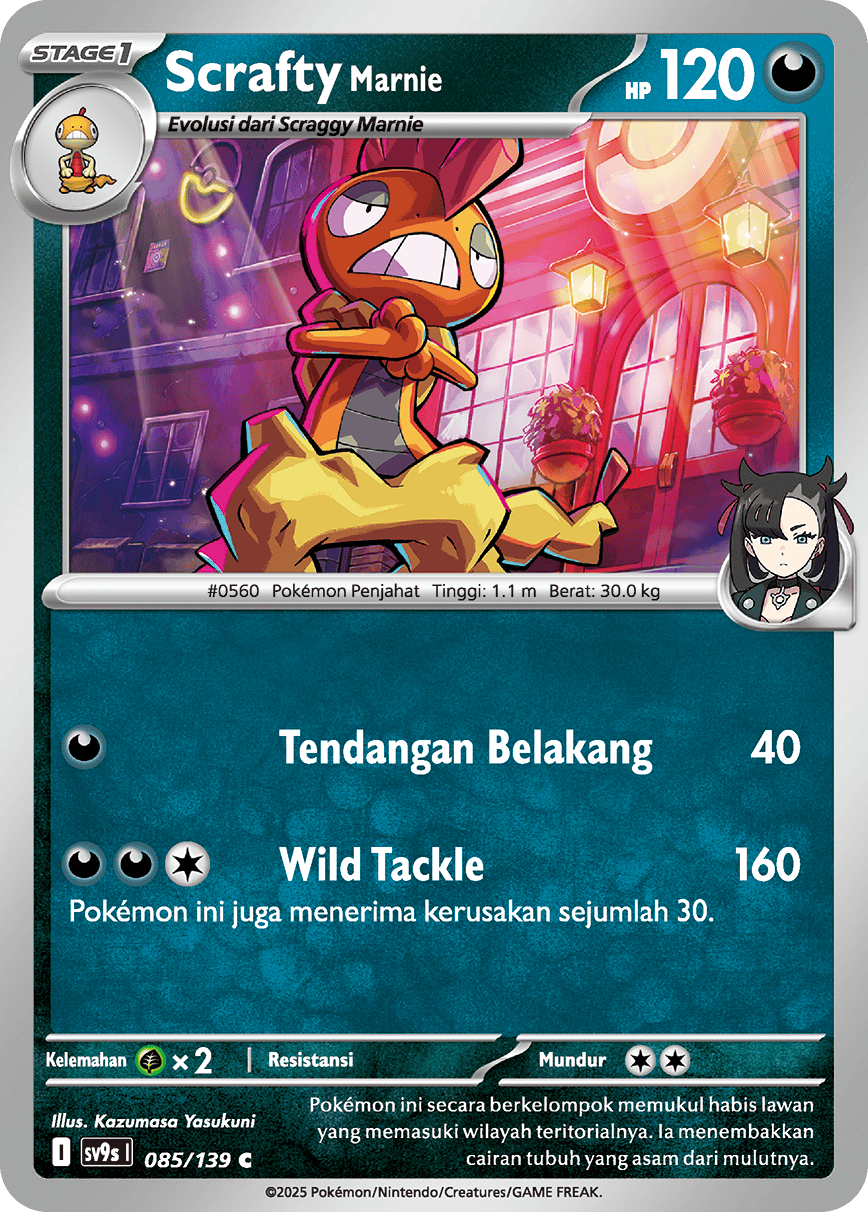 STAGE1
Scrafty Marnie
HP 120
Evolusi dari Scraggy Marnie
#0560 Pokémon Penjahat Tinggi: 1.1 m Berat: 30.0 kg
Tendangan Belakang 40
Wild Tackle 160
Pokémon ini juga menerima kerusakan sejumlah 30.
Kelemahan ×2 | Resistansi Mundur
Illus. Kazumasa Yasukuni
I sv9s I 085/139 C
Pokémon ini secara berkelompok memukul habis lawan
yang memasuki wilayah teritorialnya. Ia menembakkan
cairan tubuh yang asam dari mulutnya.
©2025 Pokémon/Nintendo/Creatures/GAME FREAK.